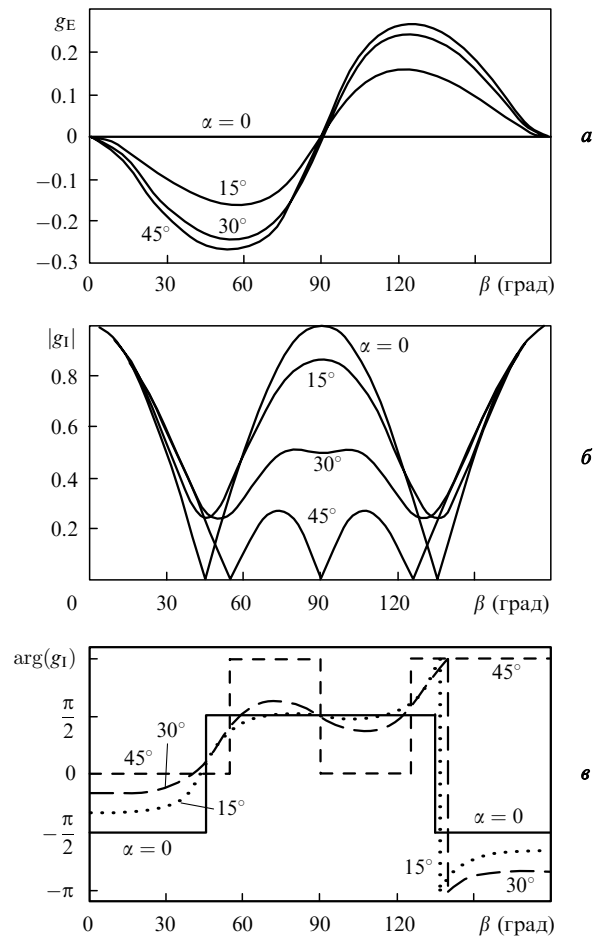 g_E
0.2
0.1
0
−0.1
−0.2
−0.3
α = 0
15°
30°
45°
0 30 60 90 120 β (град)
а
|g_I|
0.8
0.6
0.4
0.2
α = 0
15°
30°
45°
0 30 60 90 120 β (град)
б
arg(g_I)
π/2
0
−π/2
−π
45°
30°
45°
15°
α = 0
α = 0
15°
30°
0 30 60 90 120 β (град)
в